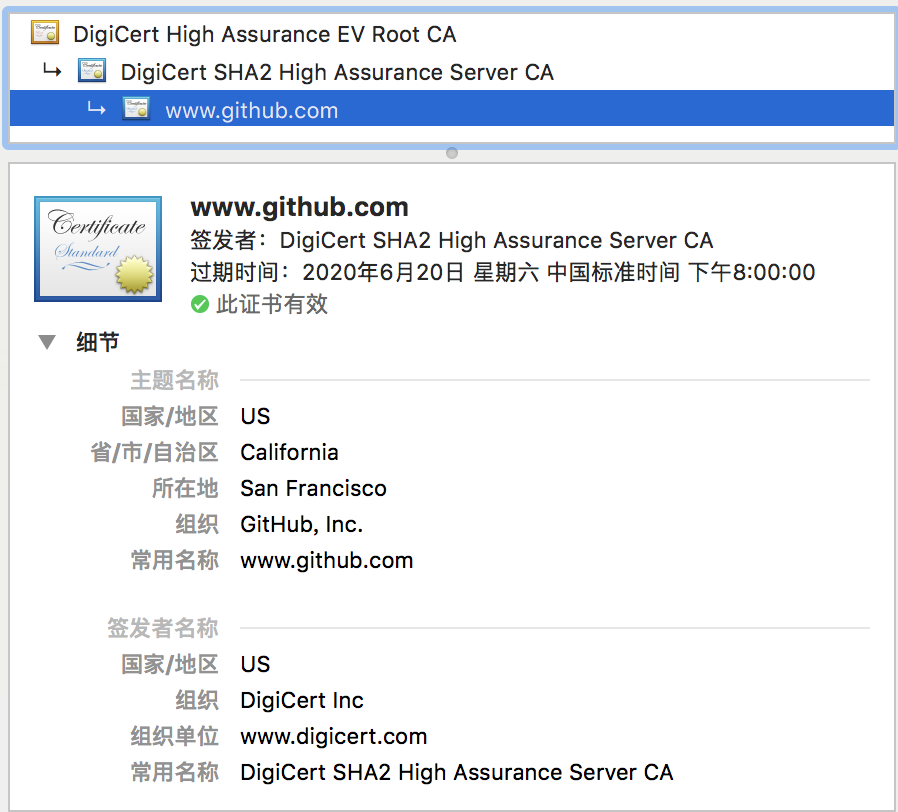 DigiCert High Assurance EV Root CA
DigiCert SHA2 High Assurance Server CA
www.github.com
Certificate
Standard
www.github.com
签发者：DigiCert SHA2 High Assurance Server CA
过期时间：2020年6月20日 星期六 中国标准时间 下午8:00:00
此证书有效
细节
主题名称
国家/地区 US
省/市/自治区 California
所在地 San Francisco
组织 GitHub, Inc.
常用名称 www.github.com
签发者名称
国家/地区 US
组织 DigiCert Inc
组织单位 www.digicert.com
常用名称 DigiCert SHA2 High Assurance Server CA